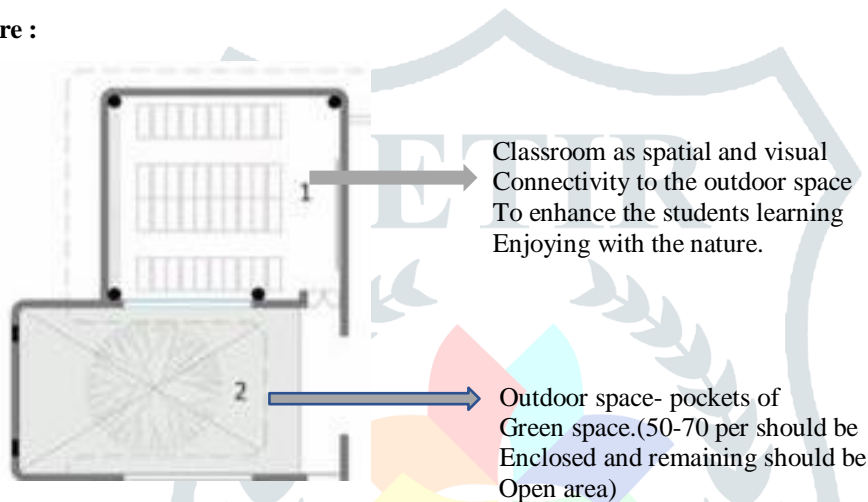 re :
1
Classroom as spatial and visual
Connectivity to the outdoor space
To enhance the students learning
Enjoying with the nature.
2
Outdoor space- pockets of
Green space.(50-70 per should be
Enclosed and remaining should be
Open area)
JETIR